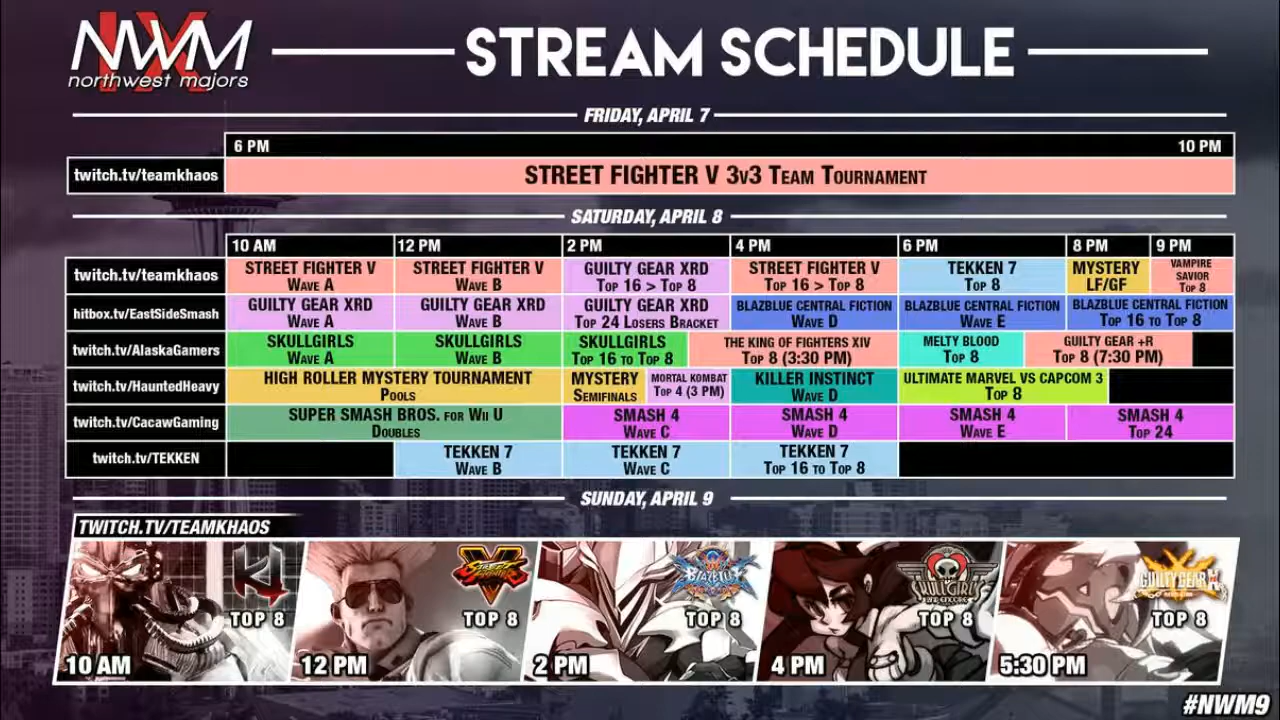 NWM IX
northwest majors
STREAM SCHEDULE
FRIDAY, APRIL 7
6 PM 10 PM
twitch.tv/teamkhaos STREET FIGHTER V 3v3 TEAM TOURNAMENT
SATURDAY, APRIL 8
10 AM 12 PM 2 PM 4 PM 6 PM 8 PM 9 PM
twitch.tv/teamkhaos
STREET FIGHTER V
WAVE A
STREET FIGHTER V
WAVE B
GUILTY GEAR XRD
TOP 16 > TOP 8
STREET FIGHTER V
TOP 16 > TOP 8
TEKKEN 7
TOP 8
MYSTERY
LF/GF
VAMPIRE
SAVIOR
TOP 8
hitbox.tv/EastSideSmash
GUILTY GEAR XRD
WAVE A
GUILTY GEAR XRD
WAVE B
GUILTY GEAR XRD
TOP 24 LOSERS BRACKET
BLAZBLUE CENTRAL FICTION
WAVE D
BLAZBLUE CENTRAL FICTION
WAVE E
BLAZBLUE CENTRAL FICTION
TOP 16 TO TOP 8
twitch.tv/AlaskaGamers
SKULLGIRLS
WAVE A
SKULLGIRLS
WAVE B
SKULLGIRLS
TOP 16 TO TOP 8
THE KING OF FIGHTERS XIV
TOP 8 (3:30 PM)
MELTY BLOOD
TOP 8
GUILTY GEAR +R
TOP 8 (7:30 PM)
twitch.tv/HauntedHeavy
HIGH ROLLER MYSTERY TOURNAMENT
POOLS
MYSTERY
SEMIFINALS
MORTAL KOMBAT
TOP 4 (3 PM)
KILLER INSTINCT
WAVE D
ULTIMATE MARVEL VS CAPCOM 3
TOP 8
twitch.tv/CacawGaming
SUPER SMASH BROS. FOR WII U
DOUBLES
SMASH 4
WAVE C
SMASH 4
WAVE D
SMASH 4
WAVE E
SMASH 4
TOP 24
twitch.tv/TEKKEN
TEKKEN 7
WAVE B
TEKKEN 7
WAVE C
TEKKEN 7
TOP 16 TO TOP 8
SUNDAY, APRIL 9
TWITCH.TV/TEAMKHAOS
TOP 8
10 AM
STREET
FIGHTER
V
TOP 8
12 PM
BLAZBLUE
TOP 8
2 PM
SKULLGIRLS
2ND ENCORE
TOP 8
4 PM
GUILTY GEAR
TOP 8
5:30 PM
#NWM9